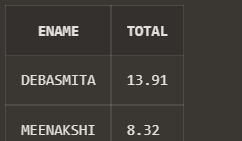 ENAME TOTAL
DEBASMITA 13.91
MEENAKSHI 8.32